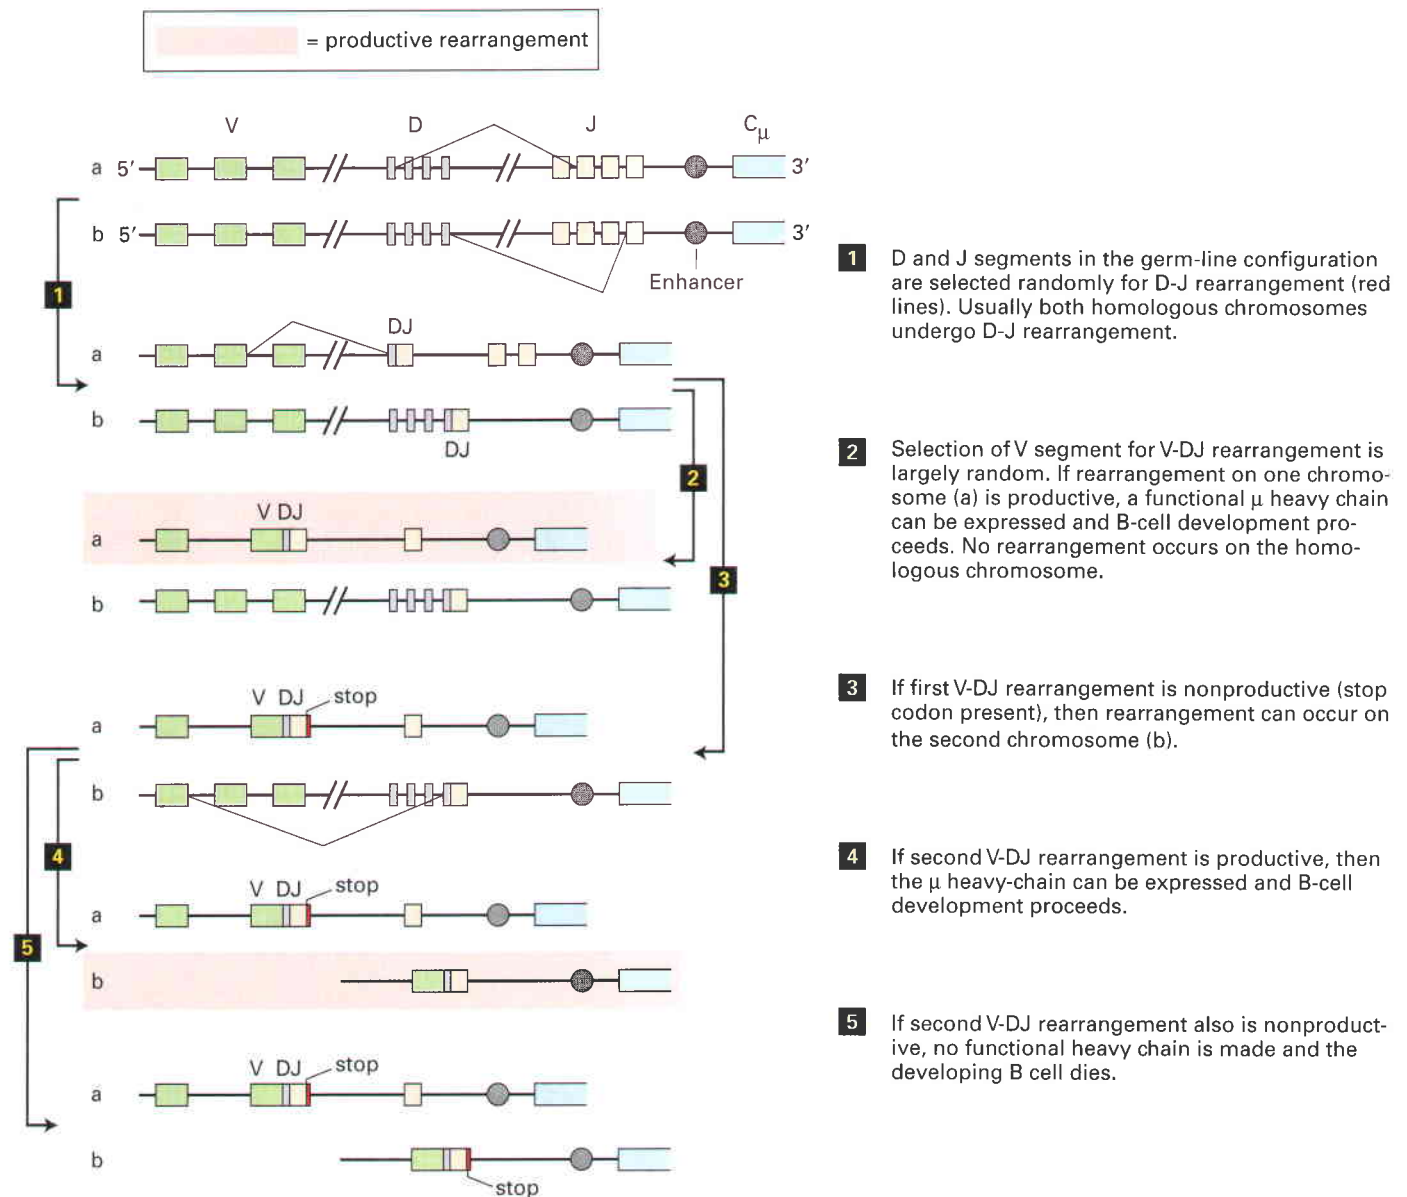 = productive rearrangement
V D J Cμ
a 5′ 3′
b 5′ 3′
Enhancer
1
DJ
a
b
DJ
2
V DJ
a
3
b
V DJ stop
a
b
4
V DJ stop
a
5
b
V DJ stop
a
b
stop
1 D and J segments in the germ-line configuration
are selected randomly for D-J rearrangement (red
lines). Usually both homologous chromosomes
undergo D-J rearrangement.
2 Selection of V segment for V-DJ rearrangement is
largely random. If rearrangement on one chromo-
some (a) is productive, a functional μ heavy chain
can be expressed and B-cell development pro-
ceeds. No rearrangement occurs on the homo-
logous chromosome.
3 If first V-DJ rearrangement is nonproductive (stop
codon present), then rearrangement can occur on
the second chromosome (b).
4 If second V-DJ rearrangement is productive, then
the μ heavy-chain can be expressed and B-cell
development proceeds.
5 If second V-DJ rearrangement also is nonproduct-
ive, no functional heavy chain is made and the
developing B cell dies.